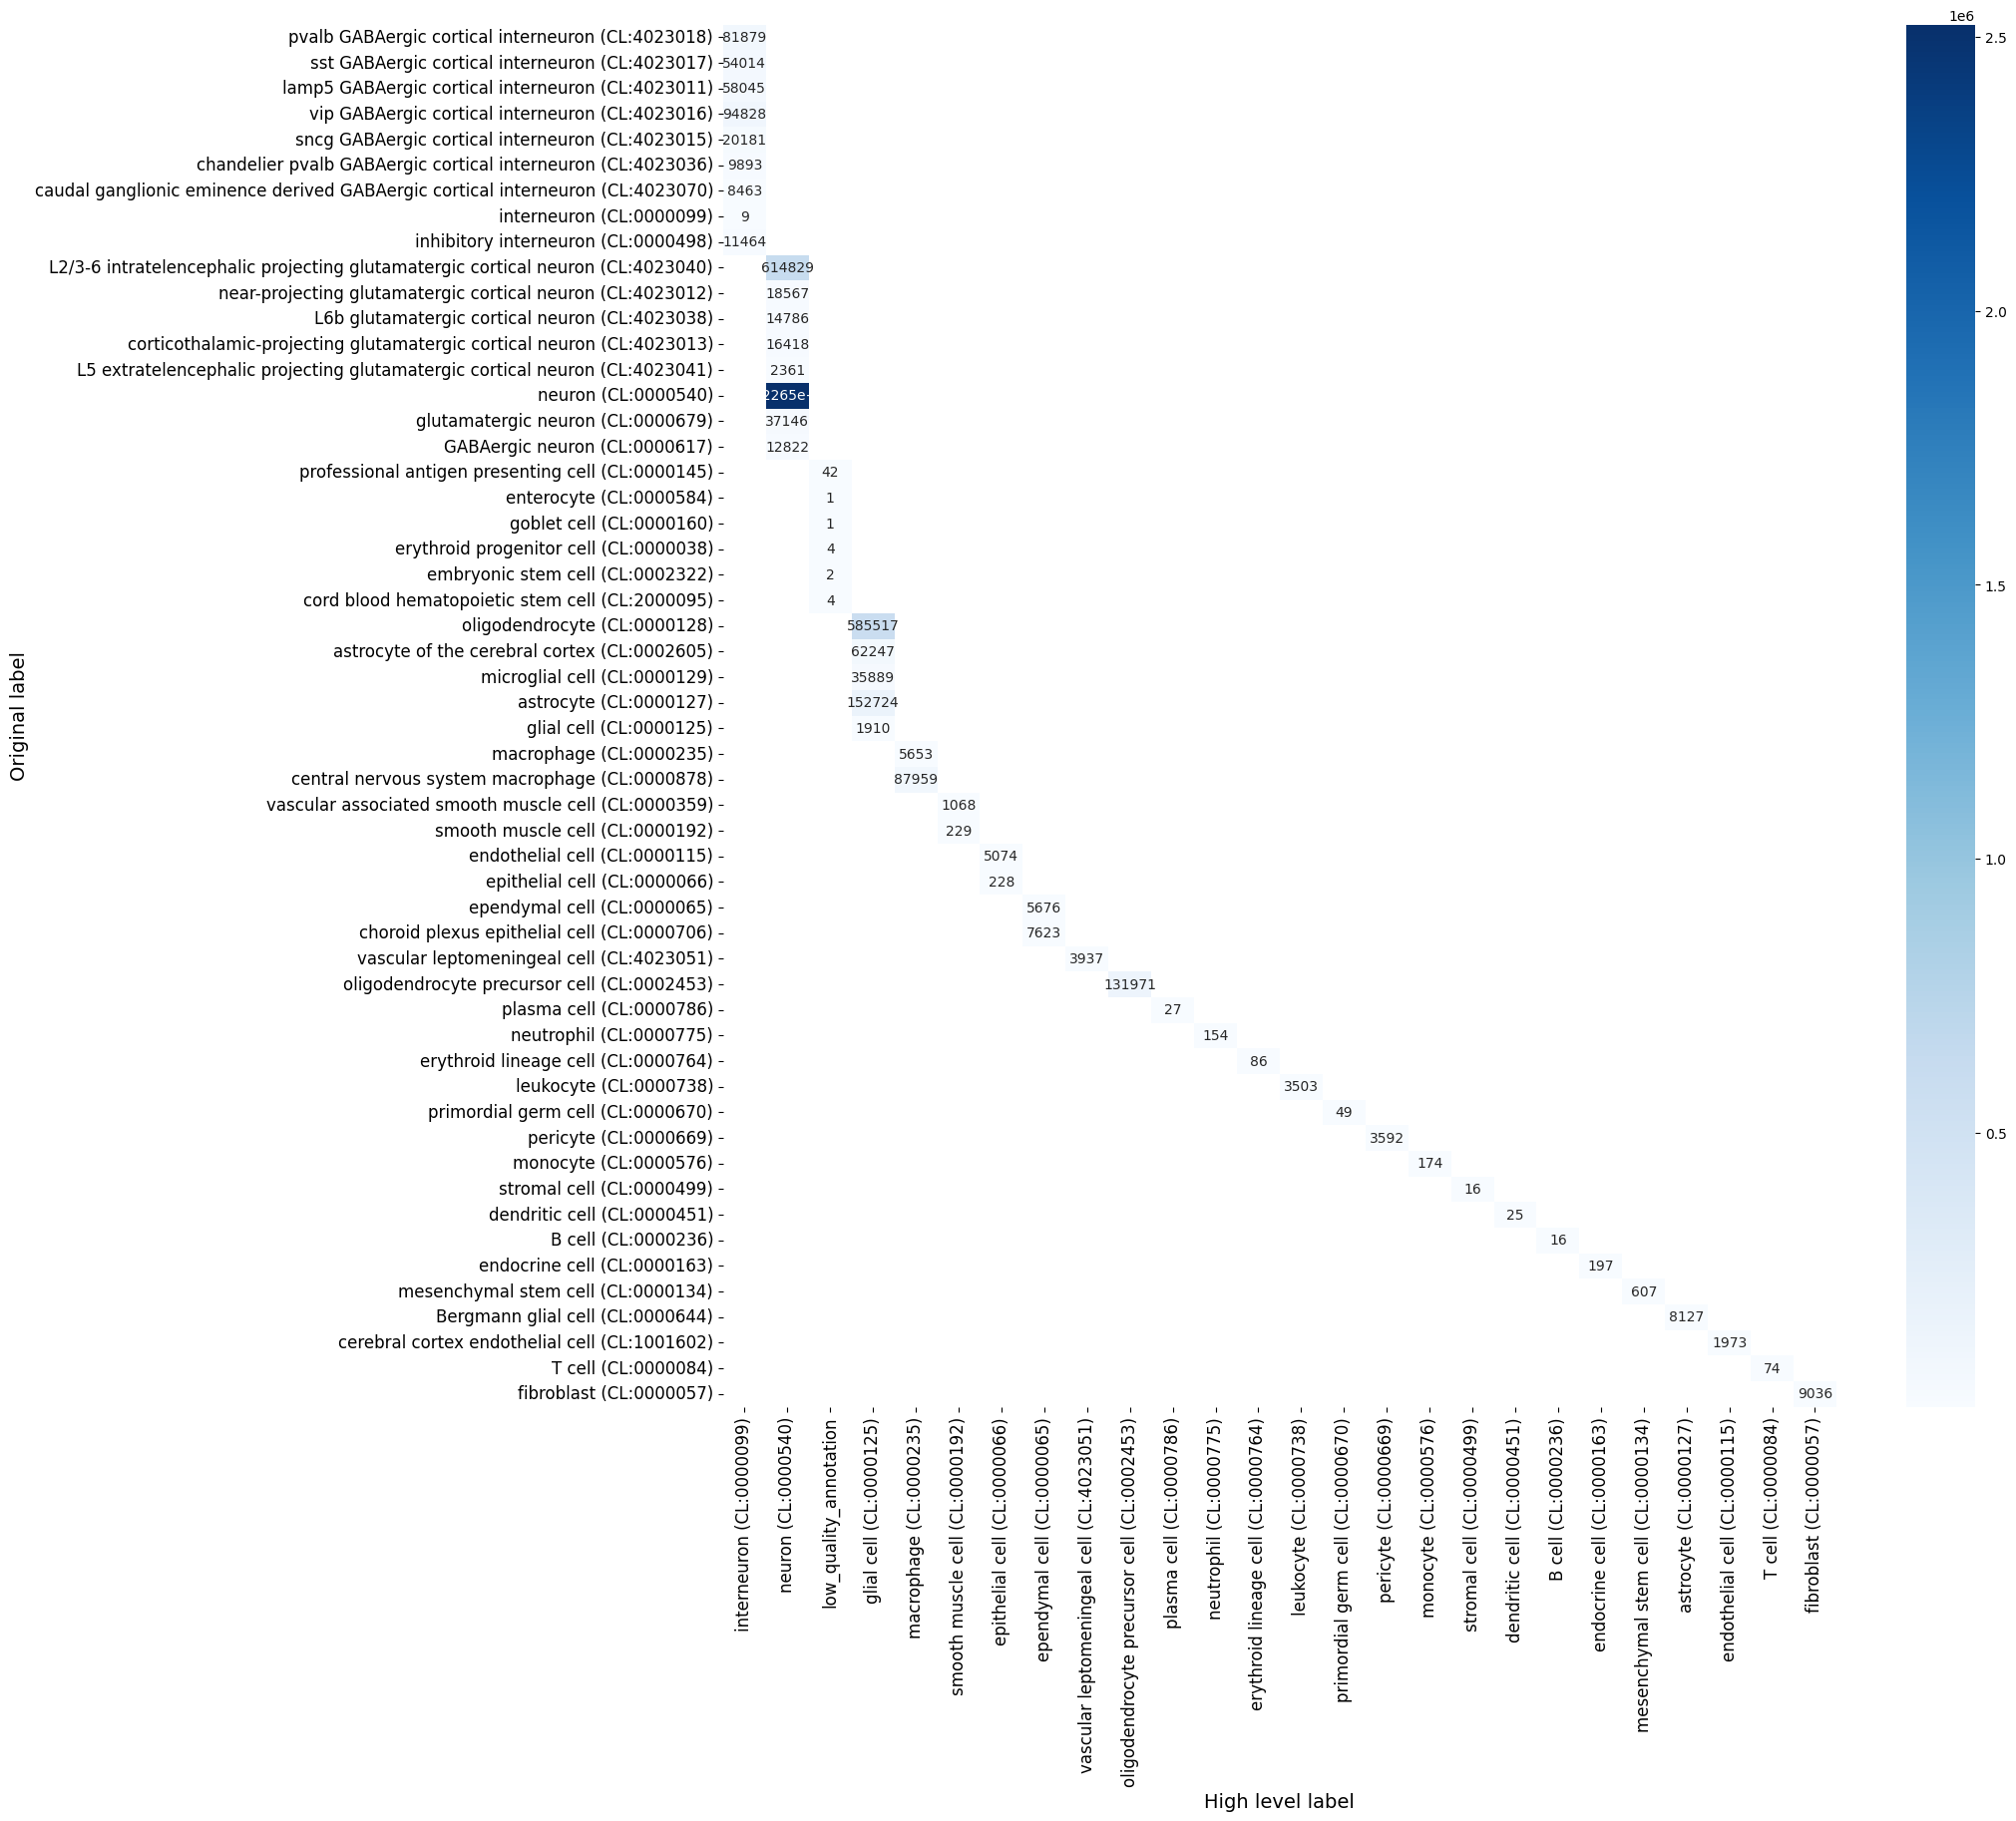 1e6
pvalb GABAergic cortical interneuron (CL:4023018) 81879
sst GABAergic cortical interneuron (CL:4023017) 54014
lamp5 GABAergic cortical interneuron (CL:4023011) 58045
vip GABAergic cortical interneuron (CL:4023016) 94828
sncg GABAergic cortical interneuron (CL:4023015) 20181
chandelier pvalb GABAergic cortical interneuron (CL:4023036) 9893
caudal ganglionic eminence derived GABAergic cortical interneuron (CL:4023070) 8463
interneuron (CL:0000099) 9
inhibitory interneuron (CL:0000498) 11464
L2/3-6 intratelencephalic projecting glutamatergic cortical neuron (CL:4023040) 614829
near-projecting glutamatergic cortical neuron (CL:4023012) 18567
L6b glutamatergic cortical neuron (CL:4023038) 14786
corticothalamic-projecting glutamatergic cortical neuron (CL:4023013) 16418
L5 extratelencephalic projecting glutamatergic cortical neuron (CL:4023041) 2361
neuron (CL:0000540)
glutamatergic neuron (CL:0000679) 37146
GABAergic neuron (CL:0000617) 12822
professional antigen presenting cell (CL:0000145) 42
enterocyte (CL:0000584) 1
goblet cell (CL:0000160) 1
erythroid progenitor cell (CL:0000038) 4
embryonic stem cell (CL:0002322) 2
cord blood hematopoietic stem cell (CL:2000095) 4
oligodendrocyte (CL:0000128) 585517
astrocyte of the cerebral cortex (CL:0002605) 62247
microglial cell (CL:0000129) 35889
astrocyte (CL:0000127) 152724
glial cell (CL:0000125) 1910
macrophage (CL:0000235) 5653
central nervous system macrophage (CL:0000878) 87959
vascular associated smooth muscle cell (CL:0000359) 1068
smooth muscle cell (CL:0000192) 229
endothelial cell (CL:0000115) 5074
epithelial cell (CL:0000066) 228
ependymal cell (CL:0000065) 5676
choroid plexus epithelial cell (CL:0000706) 7623
vascular leptomeningeal cell (CL:4023051) 3937
oligodendrocyte precursor cell (CL:0002453) 131971
plasma cell (CL:0000786) 27
neutrophil (CL:0000775) 154
erythroid lineage cell (CL:0000764) 86
leukocyte (CL:0000738) 3503
primordial germ cell (CL:0000670) 49
pericyte (CL:0000669) 3592
monocyte (CL:0000576) 174
stromal cell (CL:0000499) 16
dendritic cell (CL:0000451) 25
B cell (CL:0000236) 16
endocrine cell (CL:0000163) 197
mesenchymal stem cell (CL:0000134) 607
Bergmann glial cell (CL:0000644) 8127
cerebral cortex endothelial cell (CL:1001602) 1973
T cell (CL:0000084) 74
fibroblast (CL:0000057) 9036
Original label
interneuron (CL:0000099)
neuron (CL:0000540)
low_quality_annotation
glial cell (CL:0000125)
macrophage (CL:0000235)
smooth muscle cell (CL:0000192)
epithelial cell (CL:0000066)
ependymal cell (CL:0000065)
vascular leptomeningeal cell (CL:4023051)
oligodendrocyte precursor cell (CL:0002453)
plasma cell (CL:0000786)
neutrophil (CL:0000775)
erythroid lineage cell (CL:0000764)
leukocyte (CL:0000738)
primordial germ cell (CL:0000670)
pericyte (CL:0000669)
monocyte (CL:0000576)
stromal cell (CL:0000499)
dendritic cell (CL:0000451)
B cell (CL:0000236)
endocrine cell (CL:0000163)
mesenchymal stem cell (CL:0000134)
astrocyte (CL:0000127)
endothelial cell (CL:0000115)
T cell (CL:0000084)
fibroblast (CL:0000057)
High level label
2.5
2.0
1.5
1.0
0.5